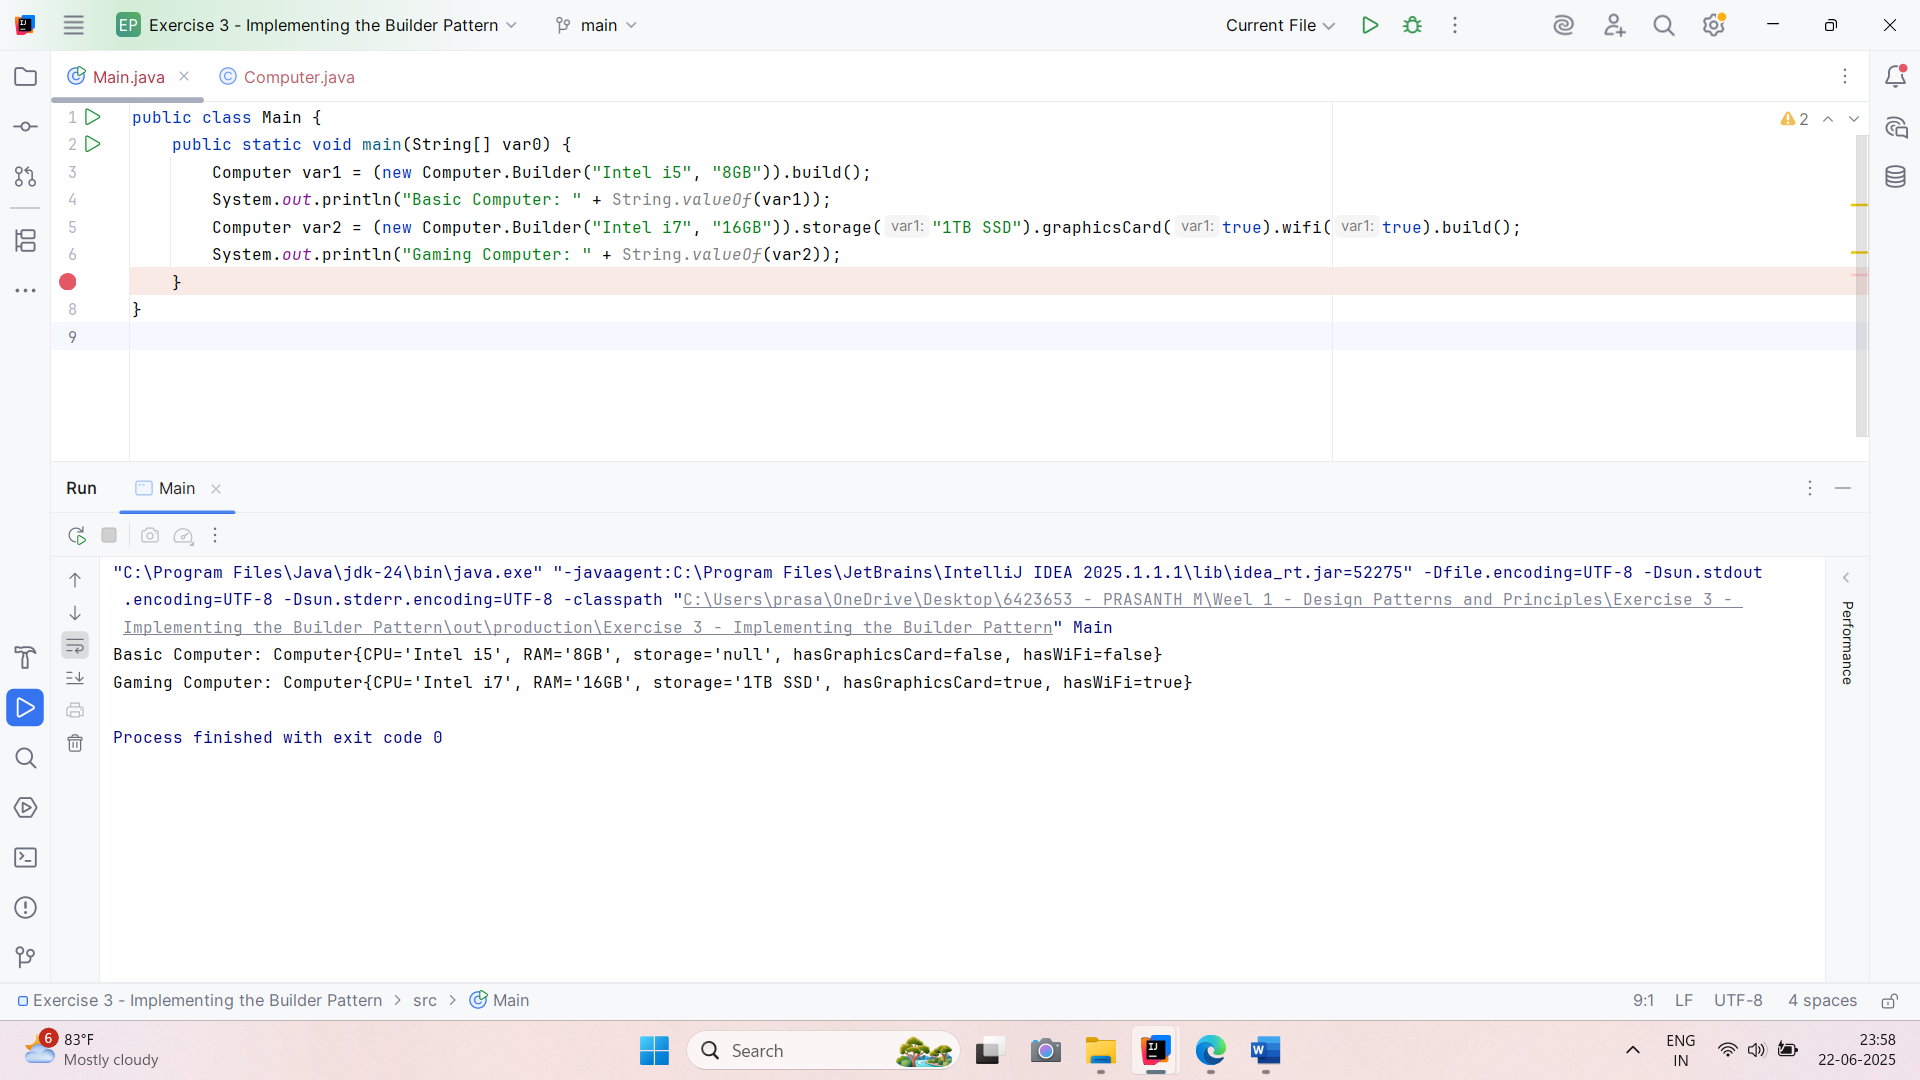 EP Exercise 3 - Implementing the Builder Pattern main Current File
Main.java Computer.java
1 public class Main {
2 public static void main(String[] var0) {
3 Computer var1 = (new Computer.Builder("Intel i5", "8GB")).build();
4 System.out.println("Basic Computer: " + String.valueOf(var1));
5 Computer var2 = (new Computer.Builder("Intel i7", "16GB")).storage( var1: "1TB SSD").graphicsCard( var1: true).wifi( var1: true).build();
6 System.out.println("Gaming Computer: " + String.valueOf(var2));
}
8 }
9
2
Run Main
"C:\Program Files\Java\jdk-24\bin\java.exe" "-javaagent:C:\Program Files\JetBrains\IntelliJ IDEA 2025.1.1.1\lib\idea_rt.jar=52275" -Dfile.encoding=UTF-8 -Dsun.stdout
.encoding=UTF-8 -Dsun.stderr.encoding=UTF-8 -classpath "C:\Users\prasa\OneDrive\Desktop\6423653 - PRASANTH M\Weel 1 - Design Patterns and Principles\Exercise 3 -
Implementing the Builder Pattern\out\production\Exercise 3 - Implementing the Builder Pattern" Main
Basic Computer: Computer{CPU='Intel i5', RAM='8GB', storage='null', hasGraphicsCard=false, hasWiFi=false}
Gaming Computer: Computer{CPU='Intel i7', RAM='16GB', storage='1TB SSD', hasGraphicsCard=true, hasWiFi=true}
Process finished with exit code 0
Performance
Exercise 3 - Implementing the Builder Pattern > src > Main 9:1 LF UTF-8 4 spaces
6 83°F
Mostly cloudy
Search
ENG
IN
23:58
22-06-2025